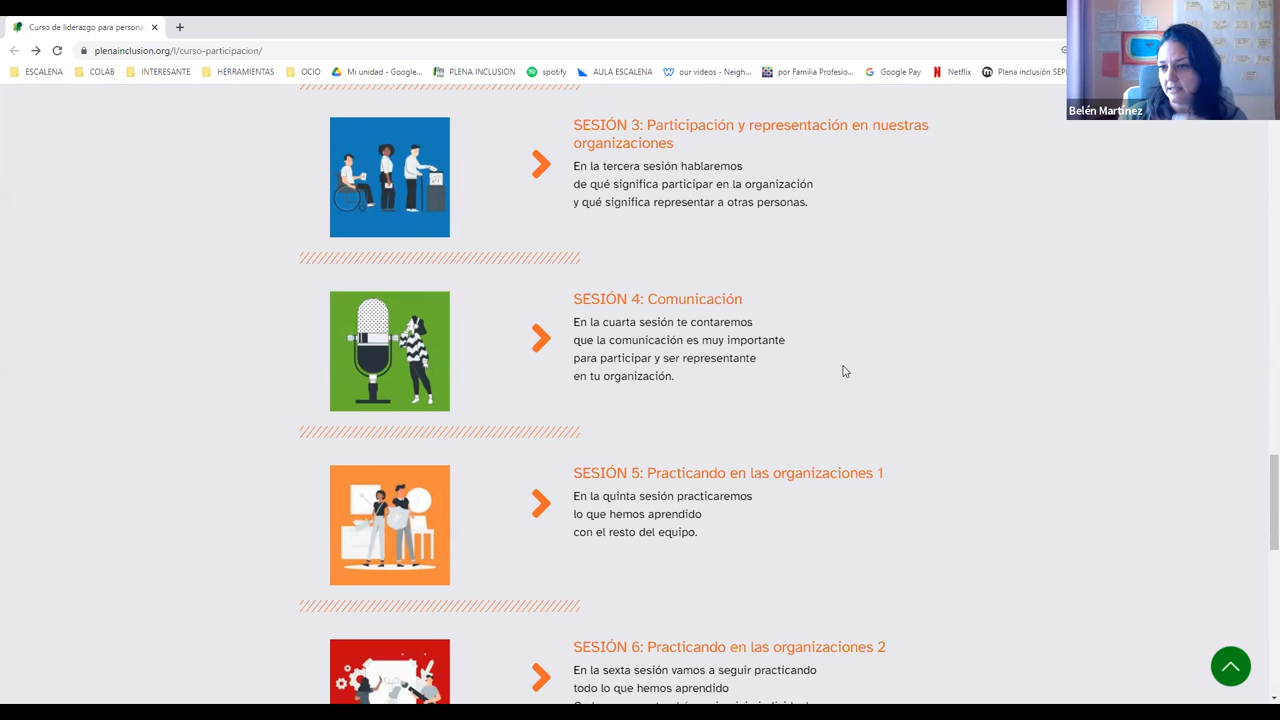 Curso de liderazgo para persona
plenainclusion.org/l/curso-participacion/
ESCALENA
COLAB
INTERESANTE
HERRAMIENTAS
OCIO
Mi unidad - Google...
PLENA INCLUSION
spotify
AULA ESCALENA
our videos - Neigh...
por Familia Profesio...
Google Pay
Netflix
Plena inclusión SEPI
Belén Martínez
SESIÓN 3: Participación y representación en nuestras
organizaciones
En la tercera sesión hablaremos
de qué significa participar en la organización
y qué significa representar a otras personas.
SESIÓN 4: Comunicación
En la cuarta sesión te contaremos
que la comunicación es muy importante
para participar y ser representante
en tu organización.
SESIÓN 5: Practicando en las organizaciones 1
En la quinta sesión practicaremos
lo que hemos aprendido
con el resto del equipo.
SESIÓN 6: Practicando en las organizaciones 2
En la sexta sesión vamos a seguir practicando
todo lo que hemos aprendido